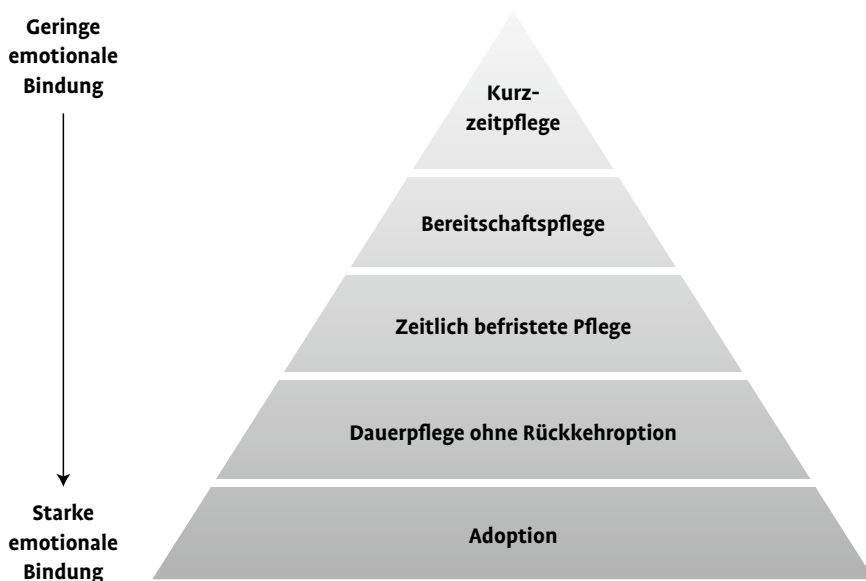 Geringe
emotionale
Bindung
Kurz-
zeitpflege
Bereitschaftspflege
Zeitlich befristete Pflege
Dauerpflege ohne Rückkehroption
Starke
emotionale
Bindung
Adoption